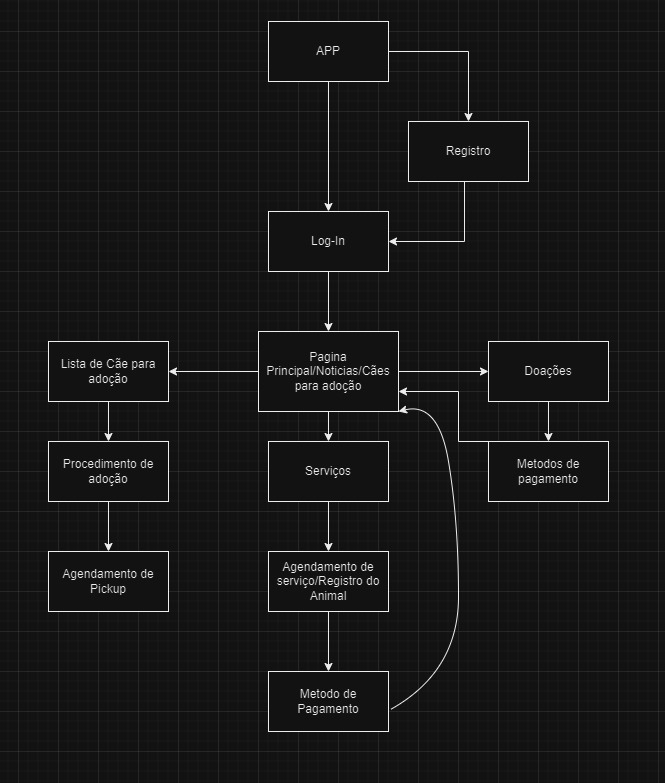 APP
Registro
Log-In
Lista de Cãe para
adoção
Pagina
Principal/Noticias/Cães
para adoção
Doações
Procedimento de
adoção
Serviços
Metodos de
pagamento
Agendamento de
Pickup
Agendamento de
serviço/Registro do
Animal
Metodo de
Pagamento